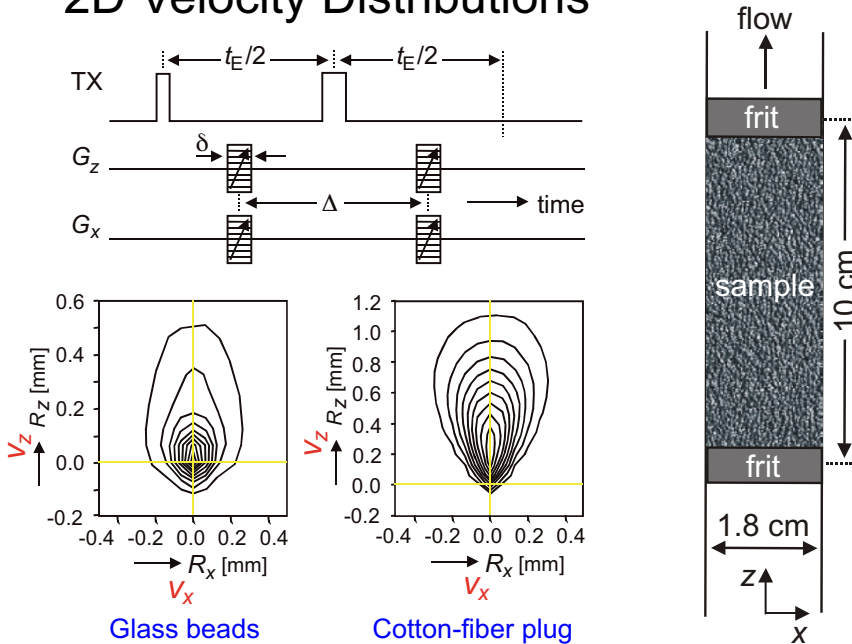 2D Velocity Distributions
TX
tE/2
tE/2
Gz
δ
Δ
time
Gx
0.6
0.4
0.2
0.0
-0.2
vz Rz [mm]
-0.4 -0.2 0.0 0.2 0.4
Rx [mm]
vx
Glass beads
1.2
1.0
0.8
0.6
0.4
0.2
0.0
-0.2
vz Rz [mm]
-0.4 -0.2 0.0 0.2 0.4
Rx [mm]
vx
Cotton-fiber plug
flow
frit
sample
10 cm
frit
1.8 cm
z
x